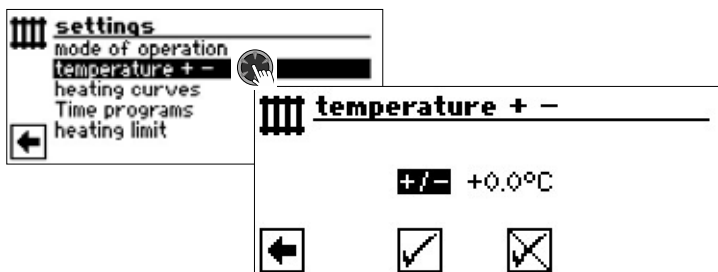 settings
mode of operation
temperature + −
heating curves
Time programs
heating limit
temperature + −
+/− +0.0°C